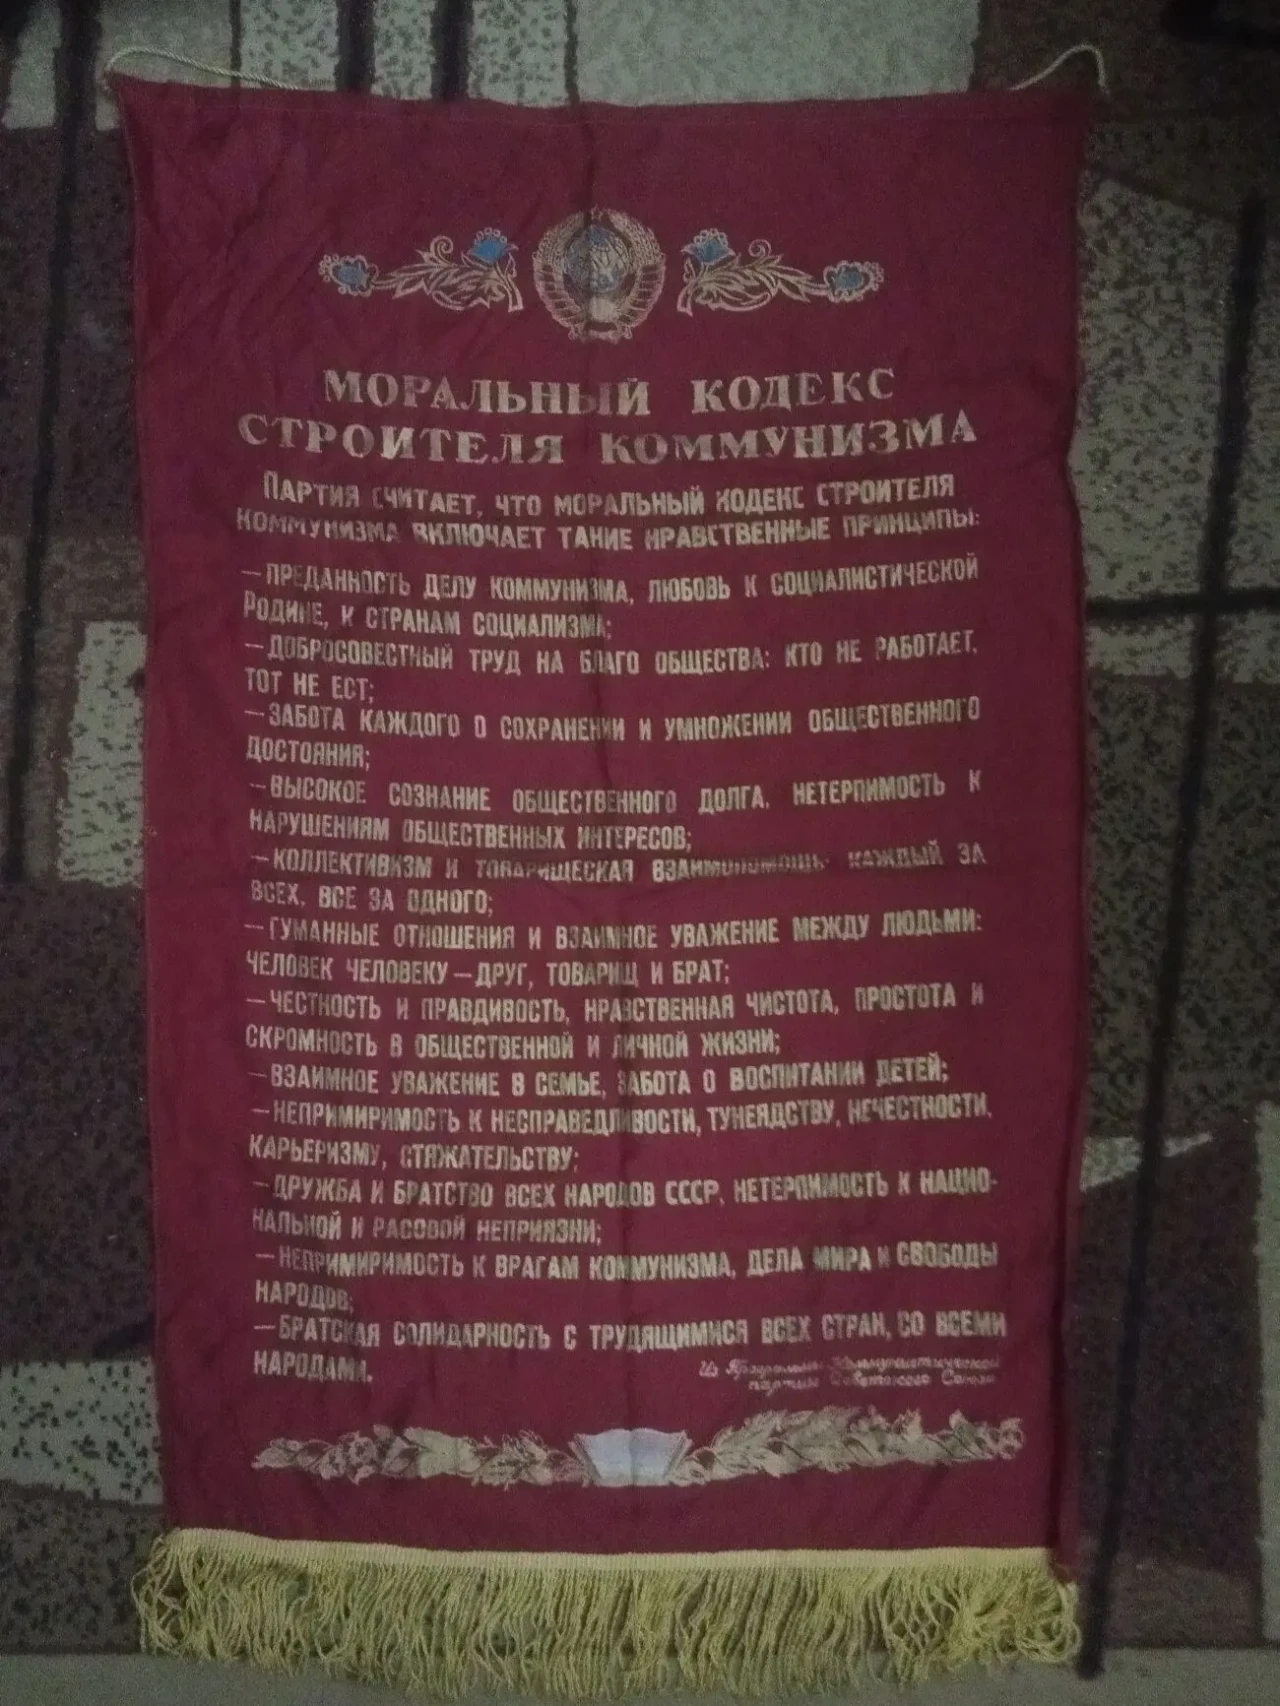 МОРАЛЬНЫЙ КОДЕКС
СТРОИТЕЛЯ КОММУНИЗМА
ПАРТИЯ СЧИТАЕТ, ЧТО МОРАЛЬНЫЙ КОДЕКС СТРОИТЕЛЯ
КОММУНИЗМА ВКЛЮЧАЕТ ТАКИЕ НРАВСТВЕННЫЕ ПРИНЦИПЫ:
—ПРЕДАННОСТЬ ДЕЛУ КОММУНИЗМА, ЛЮБОВЬ К СОЦИАЛИСТИЧЕСКОЙ
РОДИНЕ, К СТРАНАМ СОЦИАЛИЗМА;
—ДОБРОСОВЕСТНЫЙ ТРУД НА БЛАГО ОБЩЕСТВА: КТО НЕ РАБОТАЕТ,
ТОТ НЕ ЕСТ;
—ЗАБОТА КАЖДОГО О СОХРАНЕНИИ И УМНОЖЕНИИ ОБЩЕСТВЕННОГО
ДОСТОЯНИЯ;
—ВЫСОКОЕ СОЗНАНИЕ ОБЩЕСТВЕННОГО ДОЛГА, НЕТЕРПИМОСТЬ К
НАРУШЕНИЯМ ОБЩЕСТВЕННЫХ ИНТЕРЕСОВ;
—КОЛЛЕКТИВИЗМ И ТОВАРИЩЕСКАЯ ВЗАИМОПОМОЩЬ: КАЖДЫЙ ЗА
ВСЕХ, ВСЕ ЗА ОДНОГО;
—ГУМАННЫЕ ОТНОШЕНИЯ И ВЗАИМНОЕ УВАЖЕНИЕ МЕЖДУ ЛЮДЬМИ:
ЧЕЛОВЕК ЧЕЛОВЕКУ—ДРУГ, ТОВАРИЩ И БРАТ;
—ЧЕСТНОСТЬ И ПРАВДИВОСТЬ, НРАВСТВЕННАЯ ЧИСТОТА, ПРОСТОТА И
СКРОМНОСТЬ В ОБЩЕСТВЕННОЙ И ЛИЧНОЙ ЖИЗНИ;
—ВЗАИМНОЕ УВАЖЕНИЕ В СЕМЬЕ, ЗАБОТА О ВОСПИТАНИИ ДЕТЕЙ;
—НЕПРИМИРИМОСТЬ К НЕСПРАВЕДЛИВОСТИ, ТУНЕЯДСТВУ, НЕЧЕСТНОСТИ,
КАРЬЕРИЗМУ, СТЯЖАТЕЛЬСТВУ;
—ДРУЖБА И БРАТСТВО ВСЕХ НАРОДОВ СССР, НЕТЕРПИМОСТЬ К НАЦИО-
НАЛЬНОЙ И РАСОВОЙ НЕПРИЯЗНИ;
—НЕПРИМИРИМОСТЬ К ВРАГАМ КОММУНИЗМА, ДЕЛА МИРА И СВОБОДЫ
НАРОДОВ;
—БРАТСКАЯ СОЛИДАРНОСТЬ С ТРУДЯЩИМИСЯ ВСЕХ СТРАН, СО ВСЕМИ
НАРОДАМИ.
Из Программы Коммунистической
партии Советского Союза